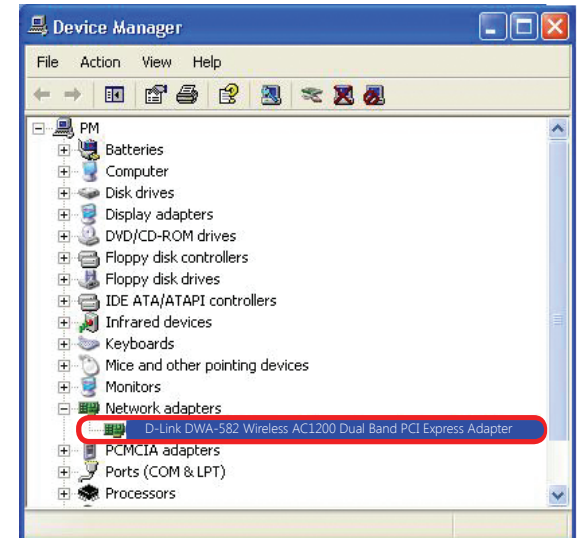 Device Manager
File Action View Help
PM
Batteries
Computer
Disk drives
Display adapters
DVD/CD-ROM drives
Floppy disk controllers
Floppy disk drives
IDE ATA/ATAPI controllers
Infrared devices
Keyboards
Mice and other pointing devices
Monitors
Network adapters
D-Link DWA-582 Wireless AC1200 Dual Band PCI Express Adapter
PCMCIA adapters
Ports (COM & LPT)
Processors